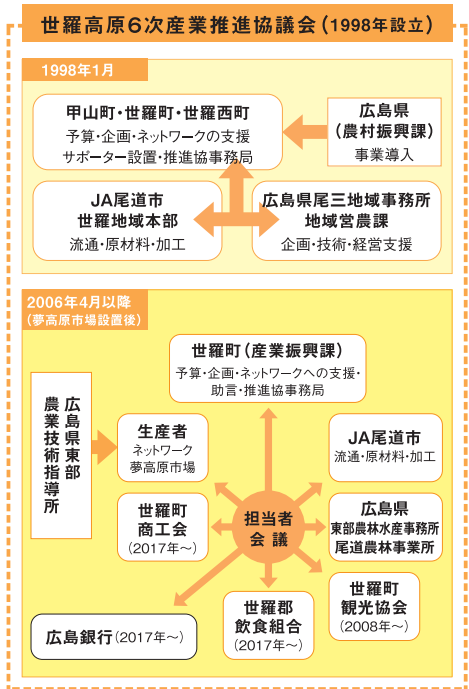 世羅高原6次産業推進協議会(1998年設立)
1998年1月
甲山町・世羅町・世羅西町
予算・企画・ネットワークの支援
サポーター設置・推進協事務局
広島県
(農村振興課)
事業導入
JA尾道市
世羅地域本部
流通・原材料・加工
広島県尾三地域事務所
地域営農課
企画・技術・経営支援
2006年4月以降
(夢高原市場設置後)
世羅町(産業振興課)
予算・企画・ネットワークへの支援・
助言・推進協事務局
広島県東部
農業技術指導所
生産者
ネットワーク
夢高原市場
JA尾道市
流通・原材料・加工
世羅町
商工会
(2017年〜)
担当者
会議
広島県
東部農林水産事務所
尾道農林事業所
世羅町
観光協会
(2008年〜)
世羅郡
飲食組合
(2017年〜)
広島銀行(2017年〜)